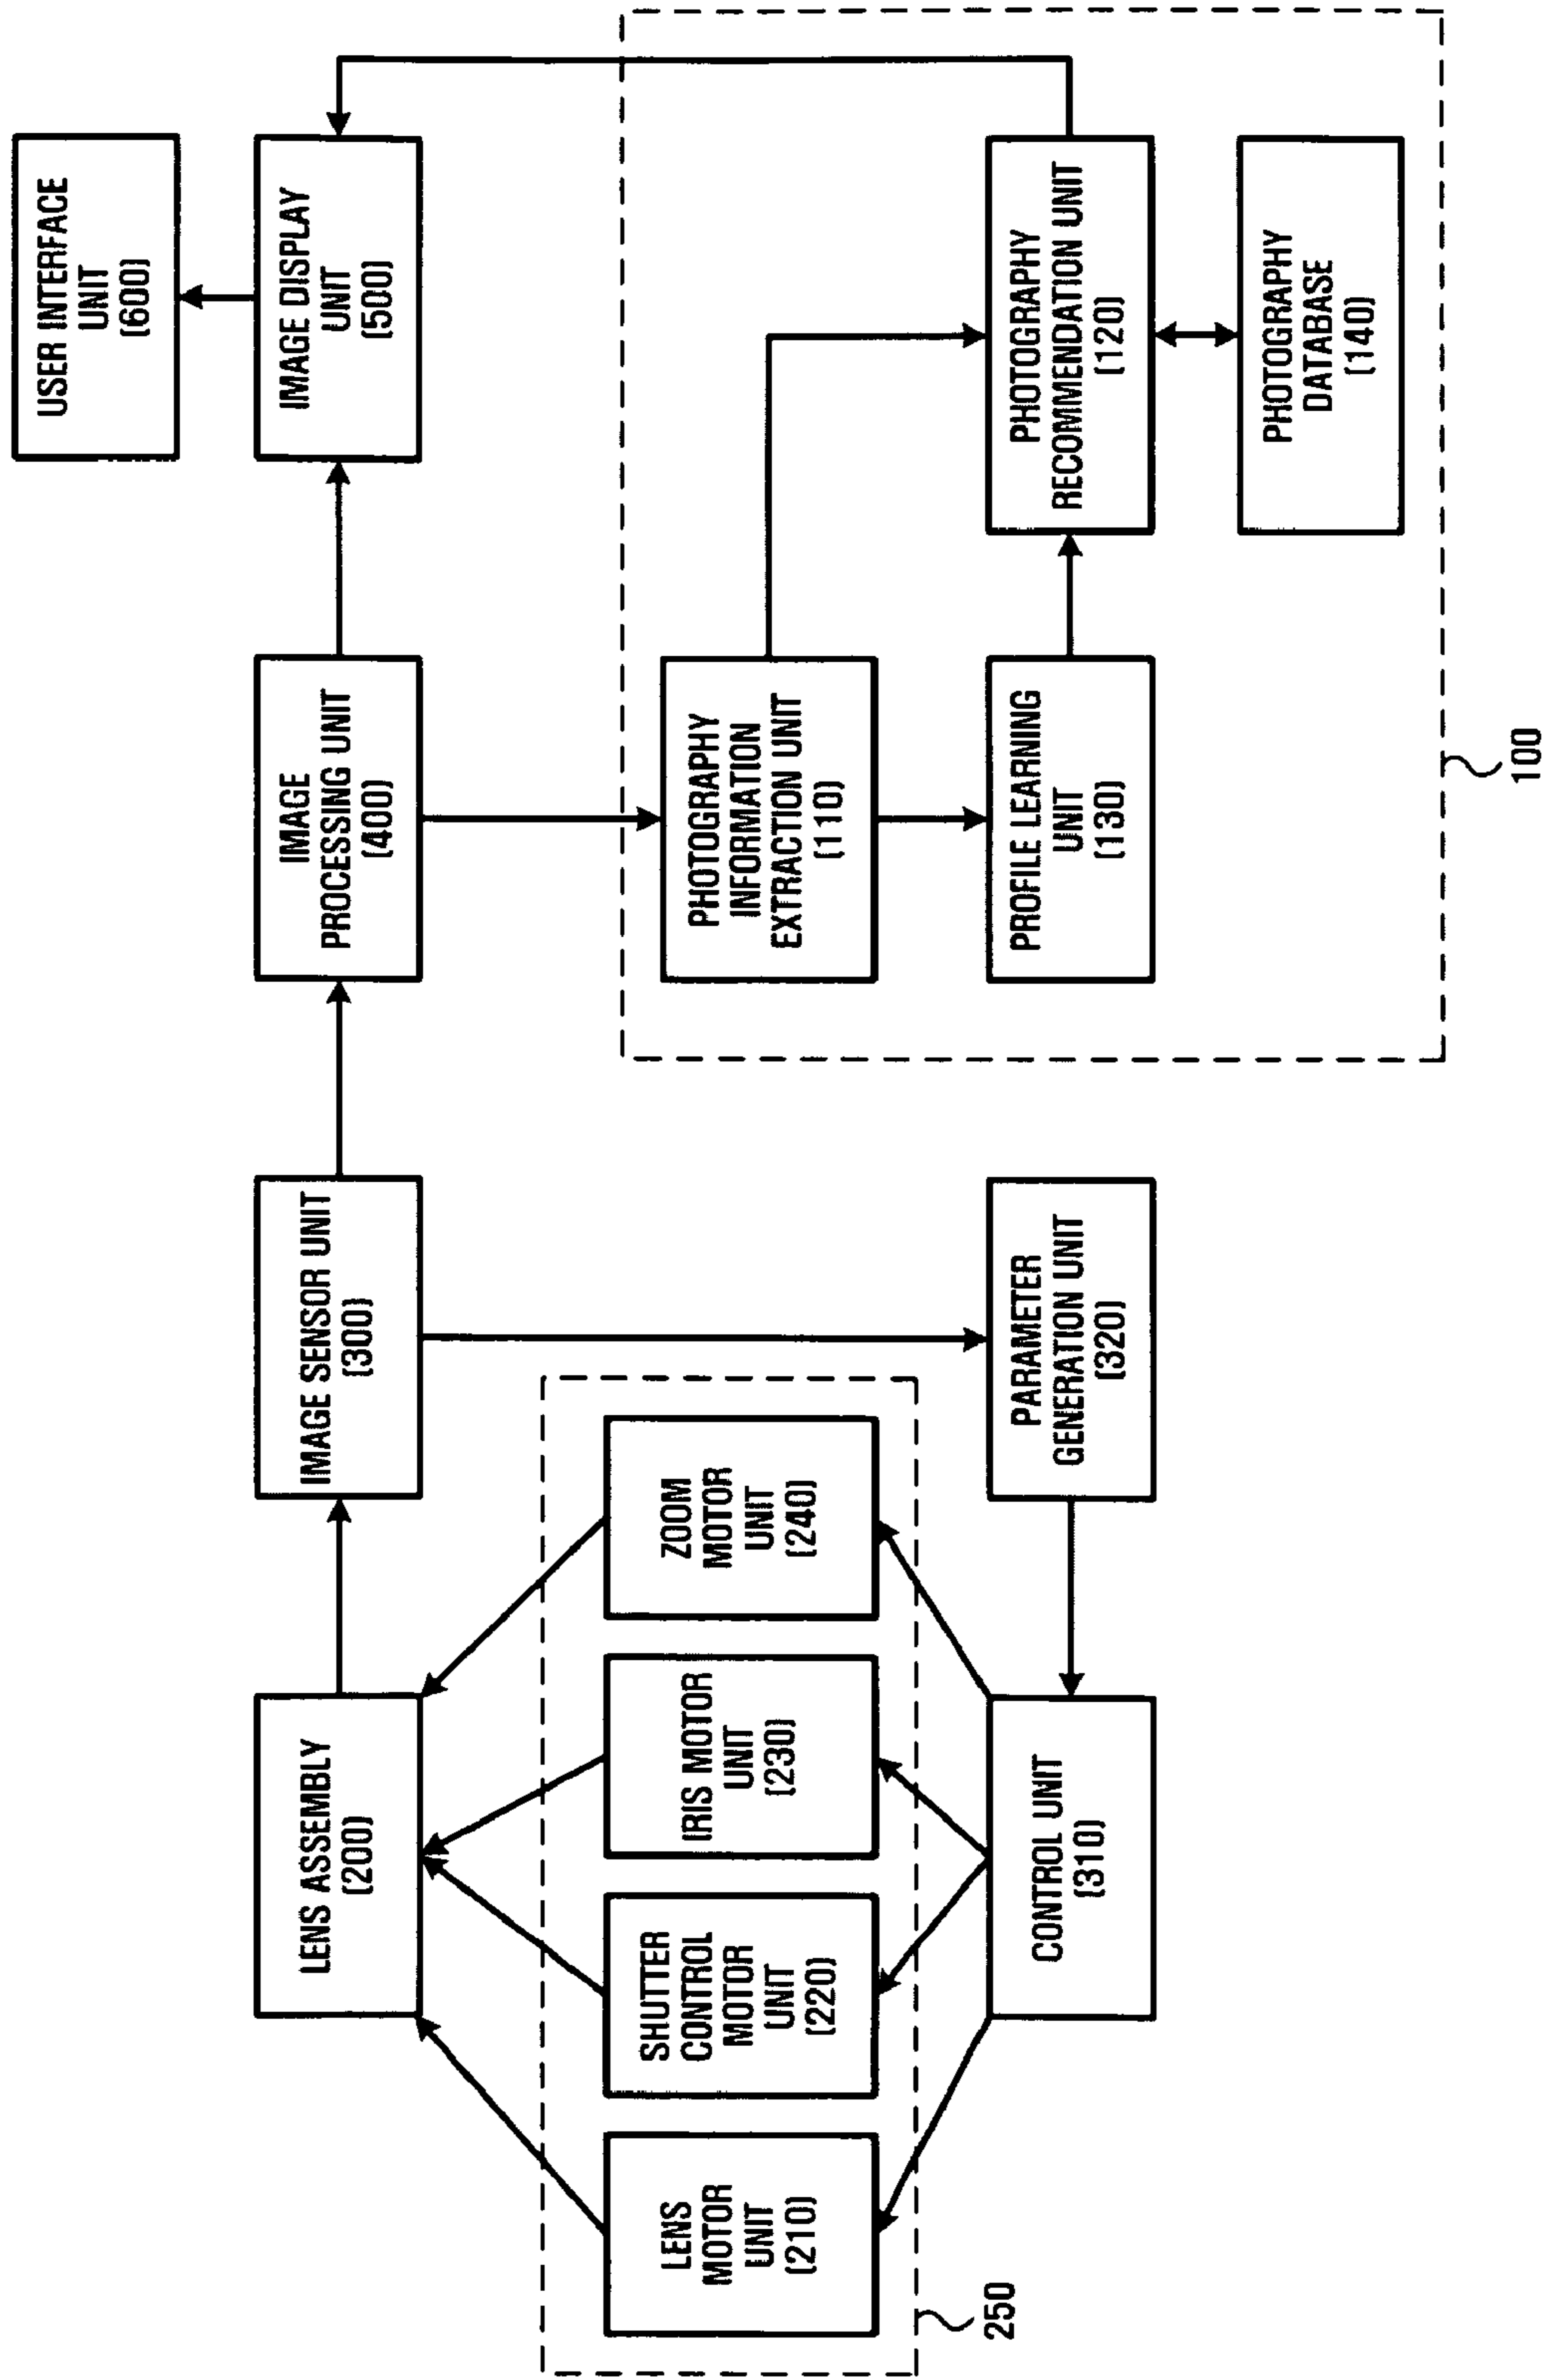 USER INTERFACE
UNIT
(600)
LENS ASSEMBLY
(200)
IMAGE SENSOR UNIT
(300)
IMAGE
PROCESSING UNIT
(400)
IMAGE DISPLAY
UNIT
(500)
LENS
MOTOR
UNIT
(210)
SHUTTER
CONTROL
MOTOR
UNIT
(220)
IRIS MOTOR
UNIT
(230)
ZOOM
MOTOR
UNIT
(240)
250
PHOTOGRAPHY
INFORMATION
EXTRACTION UNIT
(110)
CONTROL UNIT
(310)
PARAMETER
GENERATION UNIT
(320)
PROFILE LEARNING
UNIT
(130)
PHOTOGRAPHY
RECOMMENDATION UNIT
(120)
PHOTOGRAPHY
DATABASE
(140)
100